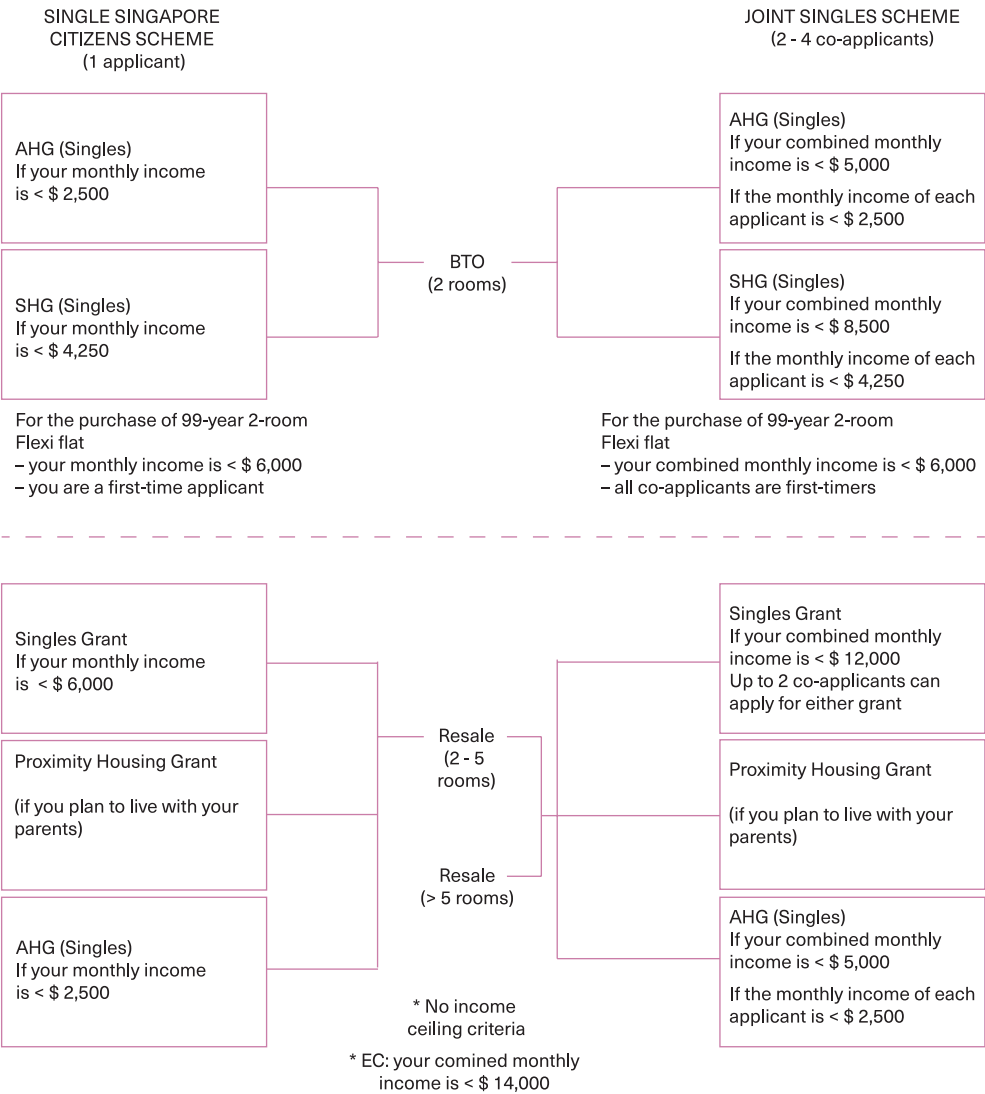 SINGLE SINGAPORE
CITIZENS SCHEME
(1 applicant)
JOINT SINGLES SCHEME
(2 - 4 co-applicants)
AHG (Singles)
If your monthly income
is < $ 2,500
SHG (Singles)
If your monthly income
is < $ 4,250
BTO
(2 rooms)
AHG (Singles)
If your combined monthly
income is < $ 5,000
If the monthly income of each
applicant is < $ 2,500
SHG (Singles)
If your combined monthly
income is < $ 8,500
If the monthly income of each
applicant is < $ 4,250
For the purchase of 99-year 2-room
Flexi flat
– your monthly income is < $ 6,000
– you are a first-time applicant
For the purchase of 99-year 2-room
Flexi flat
– your combined monthly income is < $ 6,000
– all co-applicants are first-timers
Singles Grant
If your monthly income
is < $ 6,000
Proximity Housing Grant
(if you plan to live with your
parents)
AHG (Singles)
If your monthly income
is < $ 2,500
Resale
(2 - 5
rooms)
Resale
(> 5 rooms)
* No income
ceiling criteria
* EC: your comined monthly
income is < $ 14,000
Singles Grant
If your combined monthly
income is < $ 12,000
Up to 2 co-applicants can
apply for either grant
Proximity Housing Grant
(if you plan to live with your
parents)
AHG (Singles)
If your combined monthly
income is < $ 5,000
If the monthly income of each
applicant is < $ 2,500